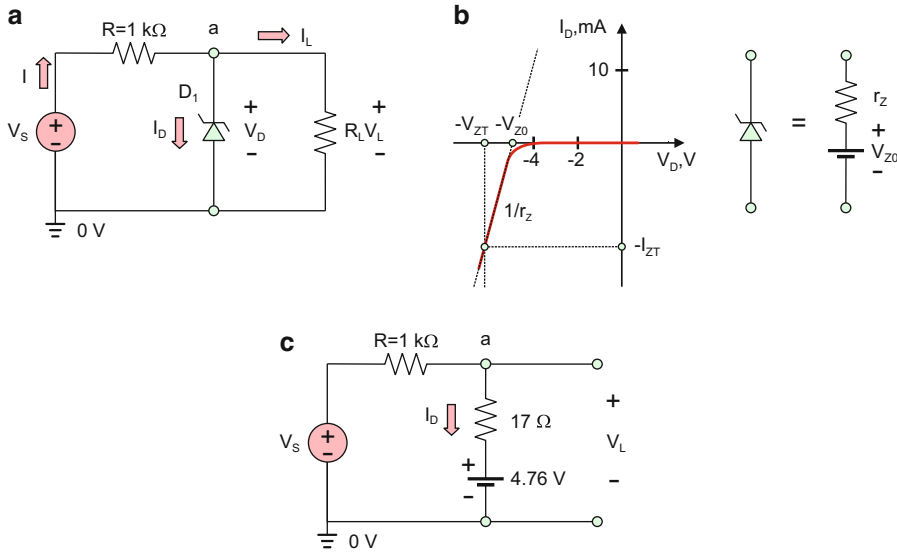 a
R=1 kΩ
a
I_L
I
D_1
+
V_S
+
-
I_D
V_D
-
R_L
+
V_L
-
0 V
b
I_D,mA
10
-V_ZT
-V_Z0
-4
-2
V_D,V
1/r_Z
-I_ZT
=
r_Z
+
V_Z0
-
c
R=1 kΩ
a
I_D
17 Ω
+
V_S
+
-
+
4.76 V
-
V_L
-
0 V